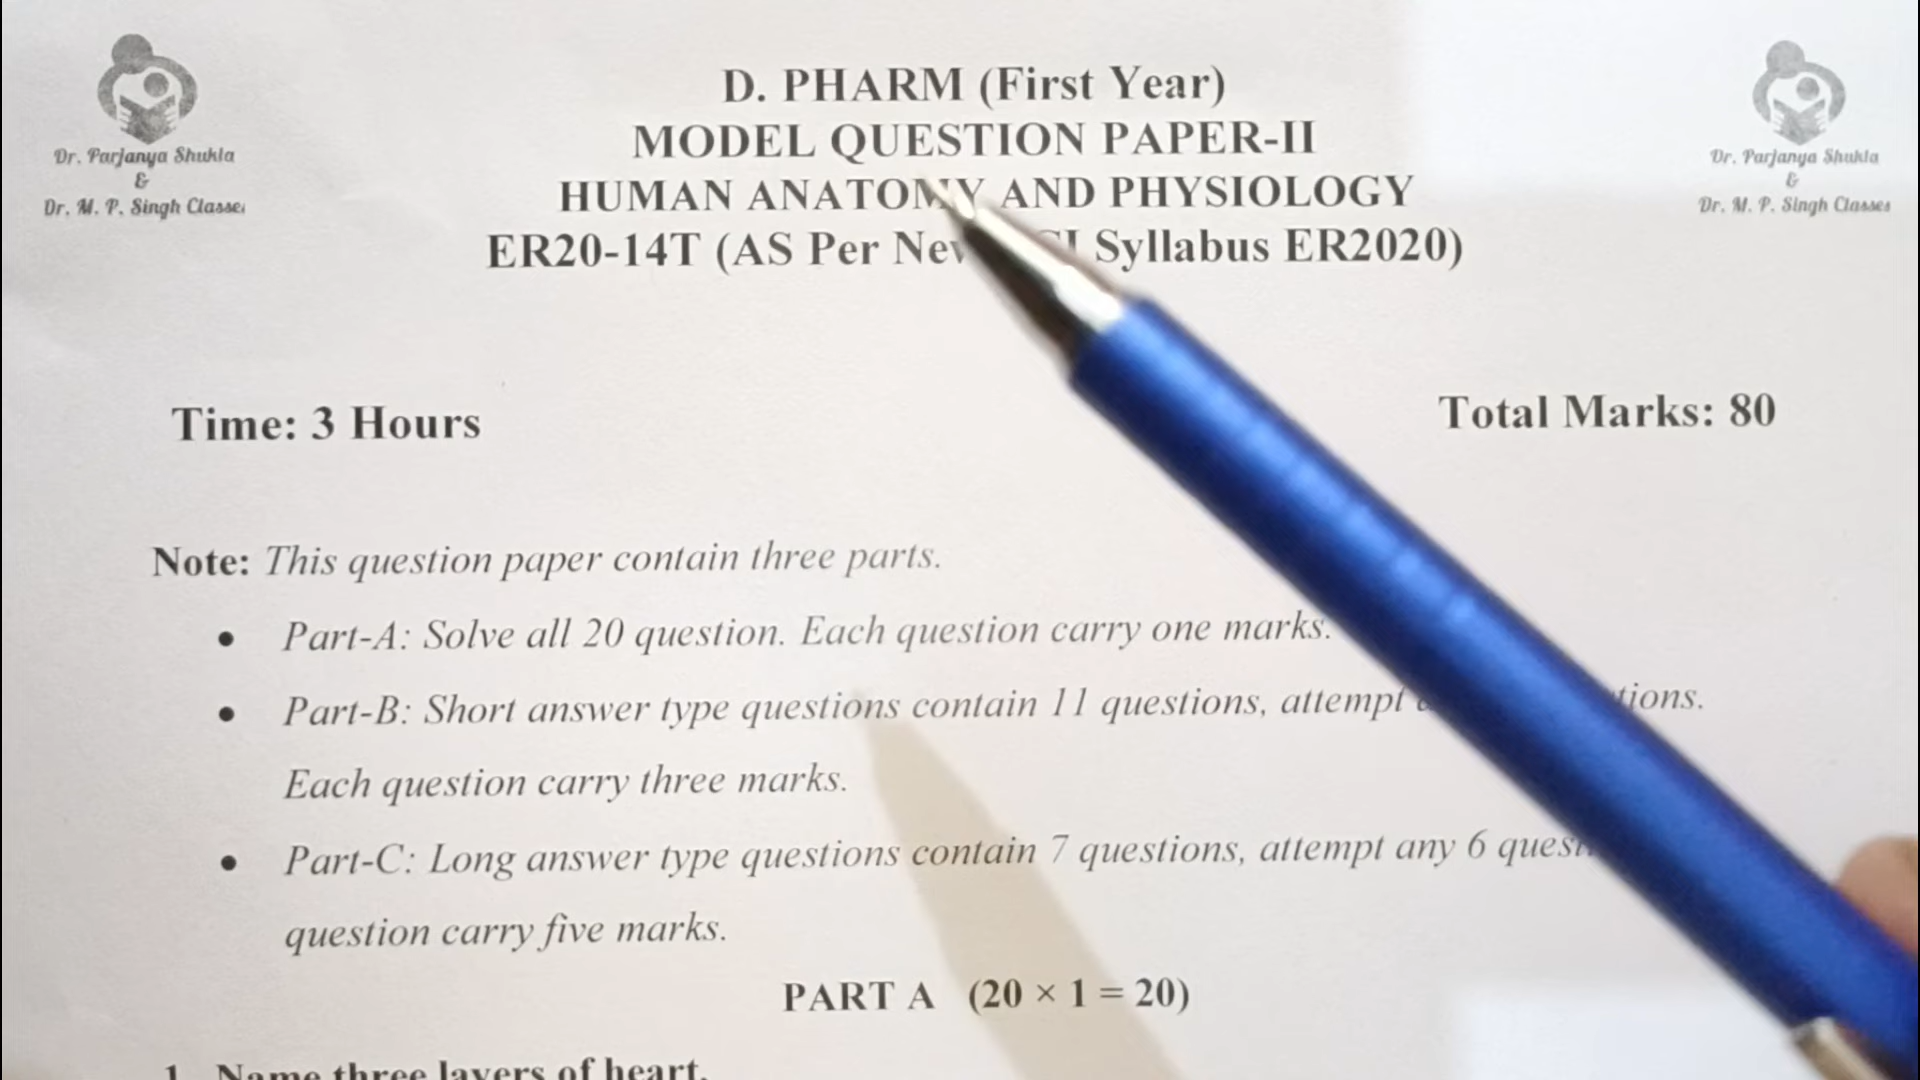 Dr. Parjanya Shukla
&
Dr. M. P. Singh Classes
Dr. Parjanya Shukla
&
Dr. M. P. Singh Classes
D. PHARM (First Year)
MODEL QUESTION PAPER-II
HUMAN ANATOMY AND PHYSIOLOGY
ER20-14T (AS Per Syllabus ER2020)
Time: 3 Hours
Total Marks: 80
Note: This question paper contain three parts.
• Part-A: Solve all 20 question. Each question carry one marks.
• Part-B: Short answer type questions contain 11 questions, attempt
Each question carry three marks.
• Part-C: Long answer type questions contain 7 questions, attempt any 6
question carry five marks.
PART A (20 × 1 = 20)
1. Name three layers of heart.